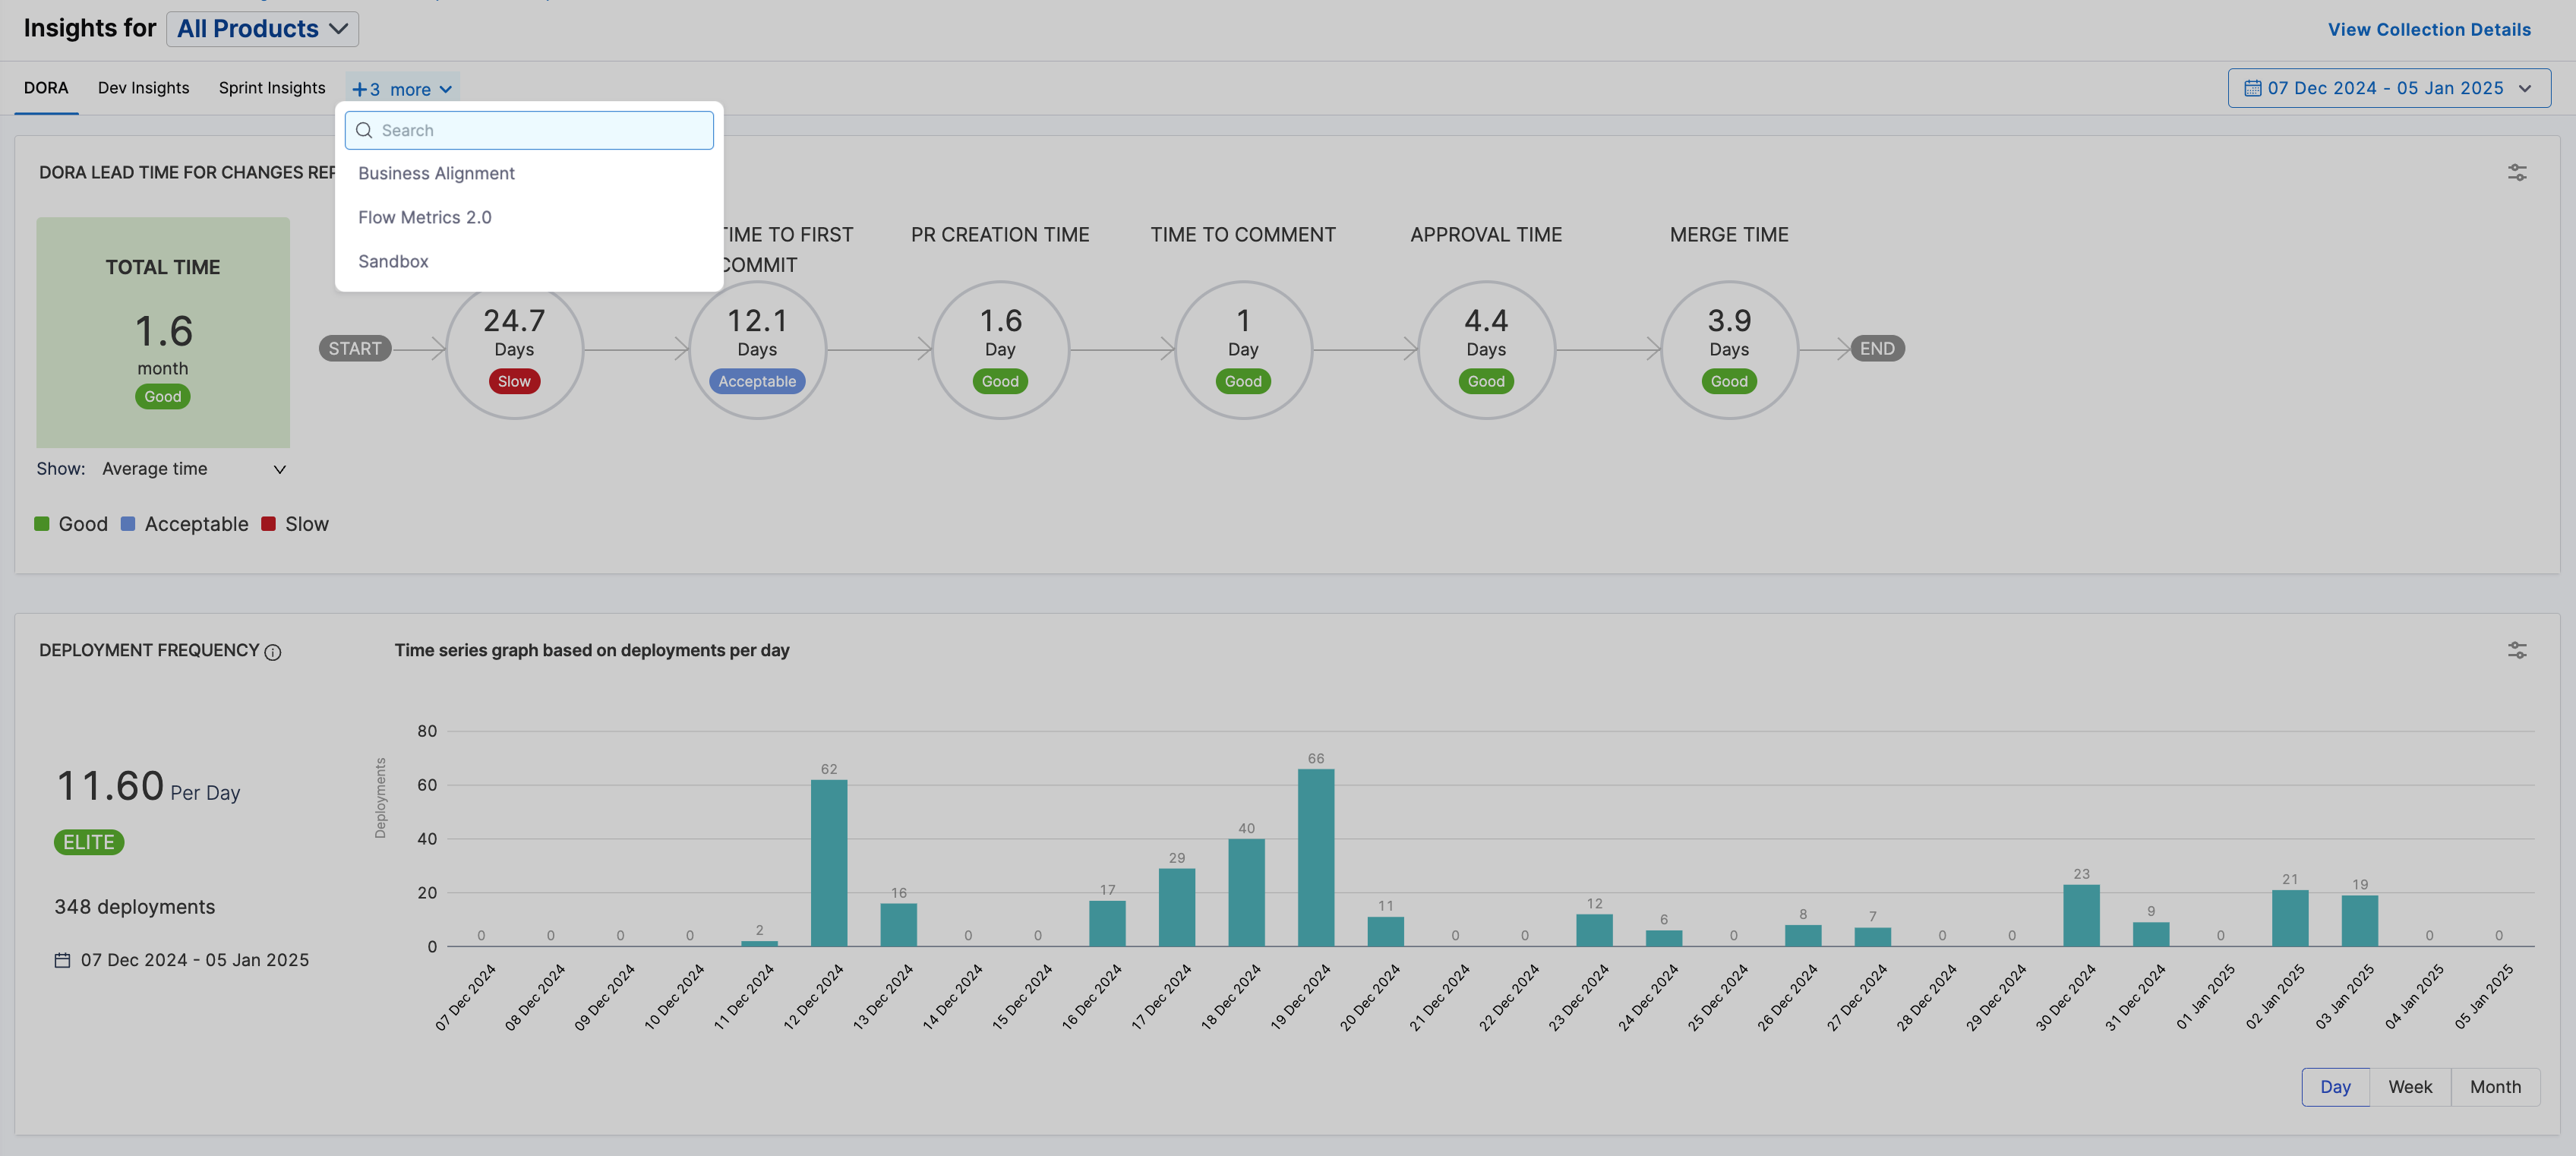 Insights for All Products
View Collection Details
DORA
Dev Insights
Sprint Insights
+3 more
07 Dec 2024 - 05 Jan 2025
Search
Business Alignment
Flow Metrics 2.0
Sandbox
DORA LEAD TIME FOR CHANGES
TOTAL TIME
1.6
month
Good
Show: Average time
Good Acceptable Slow
START
24.7
Days
Slow
TIME TO FIRST
COMMIT
12.1
Days
Acceptable
PR CREATION TIME
1.6
Day
Good
TIME TO COMMENT
1
Day
Good
APPROVAL TIME
4.4
Days
Good
MERGE TIME
3.9
Days
Good
END
DEPLOYMENT FREQUENCY
Time series graph based on deployments per day
11.60 Per Day
ELITE
348 deployments
07 Dec 2024 - 05 Jan 2025
Deployments
80
60
40
20
0
0 0 0 0 2 62 16 0 0 17 29 40 66 11 0 0 12 6 0 8 7 0 0 23 9 0 21 19 0 0
07 Dec 2024
08 Dec 2024
09 Dec 2024
10 Dec 2024
11 Dec 2024
12 Dec 2024
13 Dec 2024
14 Dec 2024
15 Dec 2024
16 Dec 2024
17 Dec 2024
18 Dec 2024
19 Dec 2024
20 Dec 2024
21 Dec 2024
22 Dec 2024
23 Dec 2024
24 Dec 2024
25 Dec 2024
26 Dec 2024
27 Dec 2024
28 Dec 2024
29 Dec 2024
30 Dec 2024
31 Dec 2024
01 Jan 2025
02 Jan 2025
03 Jan 2025
04 Jan 2025
05 Jan 2025
Day Week Month